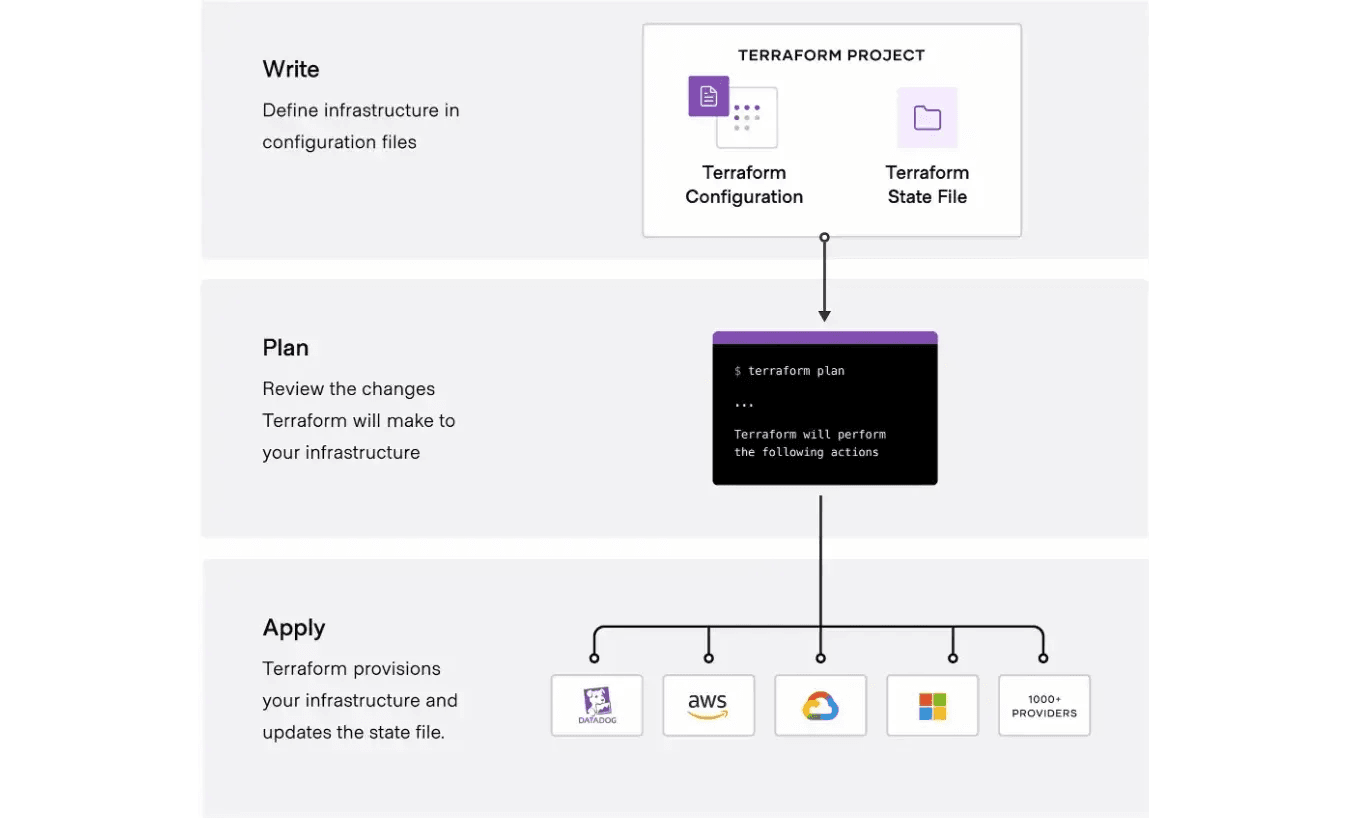 Write
Define infrastructure in
configuration files
TERRAFORM PROJECT
Terraform
Configuration
Terraform
State File
Plan
Review the changes
Terraform will make to
your infrastructure
$ terraform plan
...
Terraform will perform
the following actions
Apply
Terraform provisions
your infrastructure and
updates the state file.
DATADOG
aws
1000+
PROVIDERS